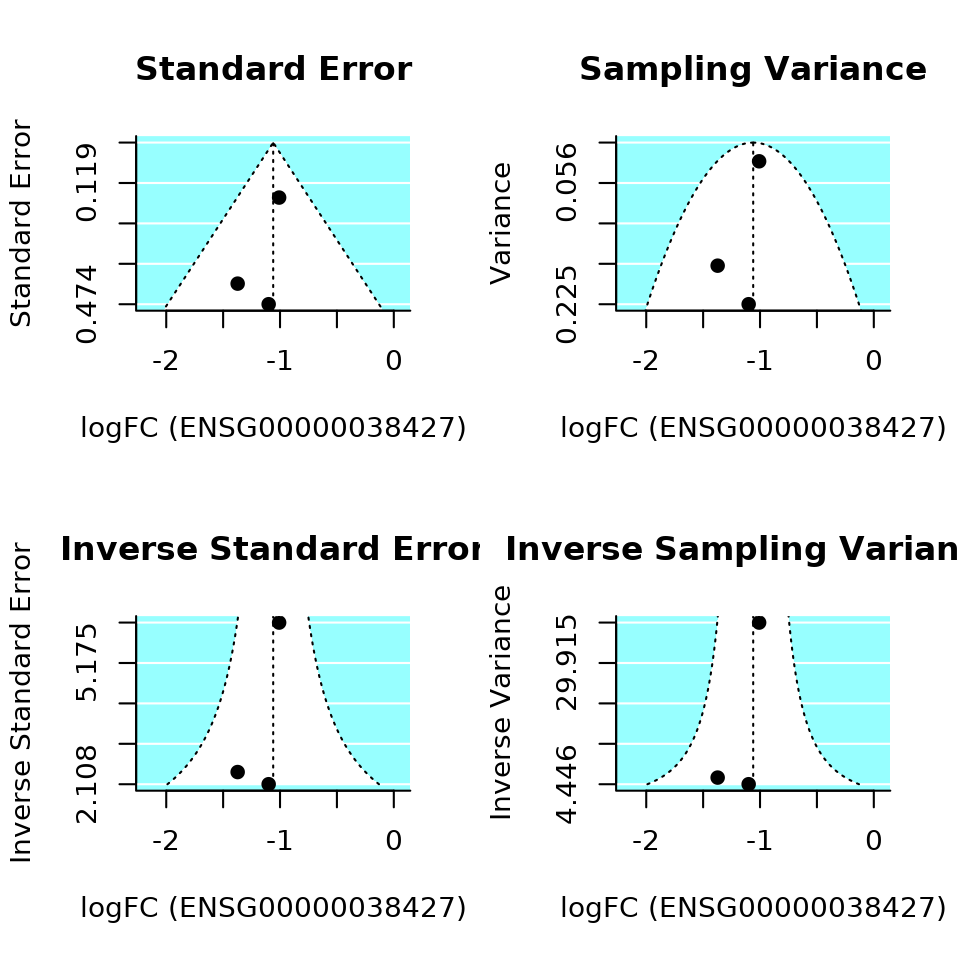 Standard Error
Standard Error
0.119
0.474
-2 -1 0
logFC (ENSG00000038427)
Sampling Variance
Variance
0.056
0.225
-2 -1 0
logFC (ENSG00000038427)
Inverse Standard Error
Inverse Standard Error
5.175
2.108
-2 -1 0
logFC (ENSG00000038427)
Inverse Sampling Varian
Inverse Variance
29.915
4.446
-2 -1 0
logFC (ENSG00000038427)